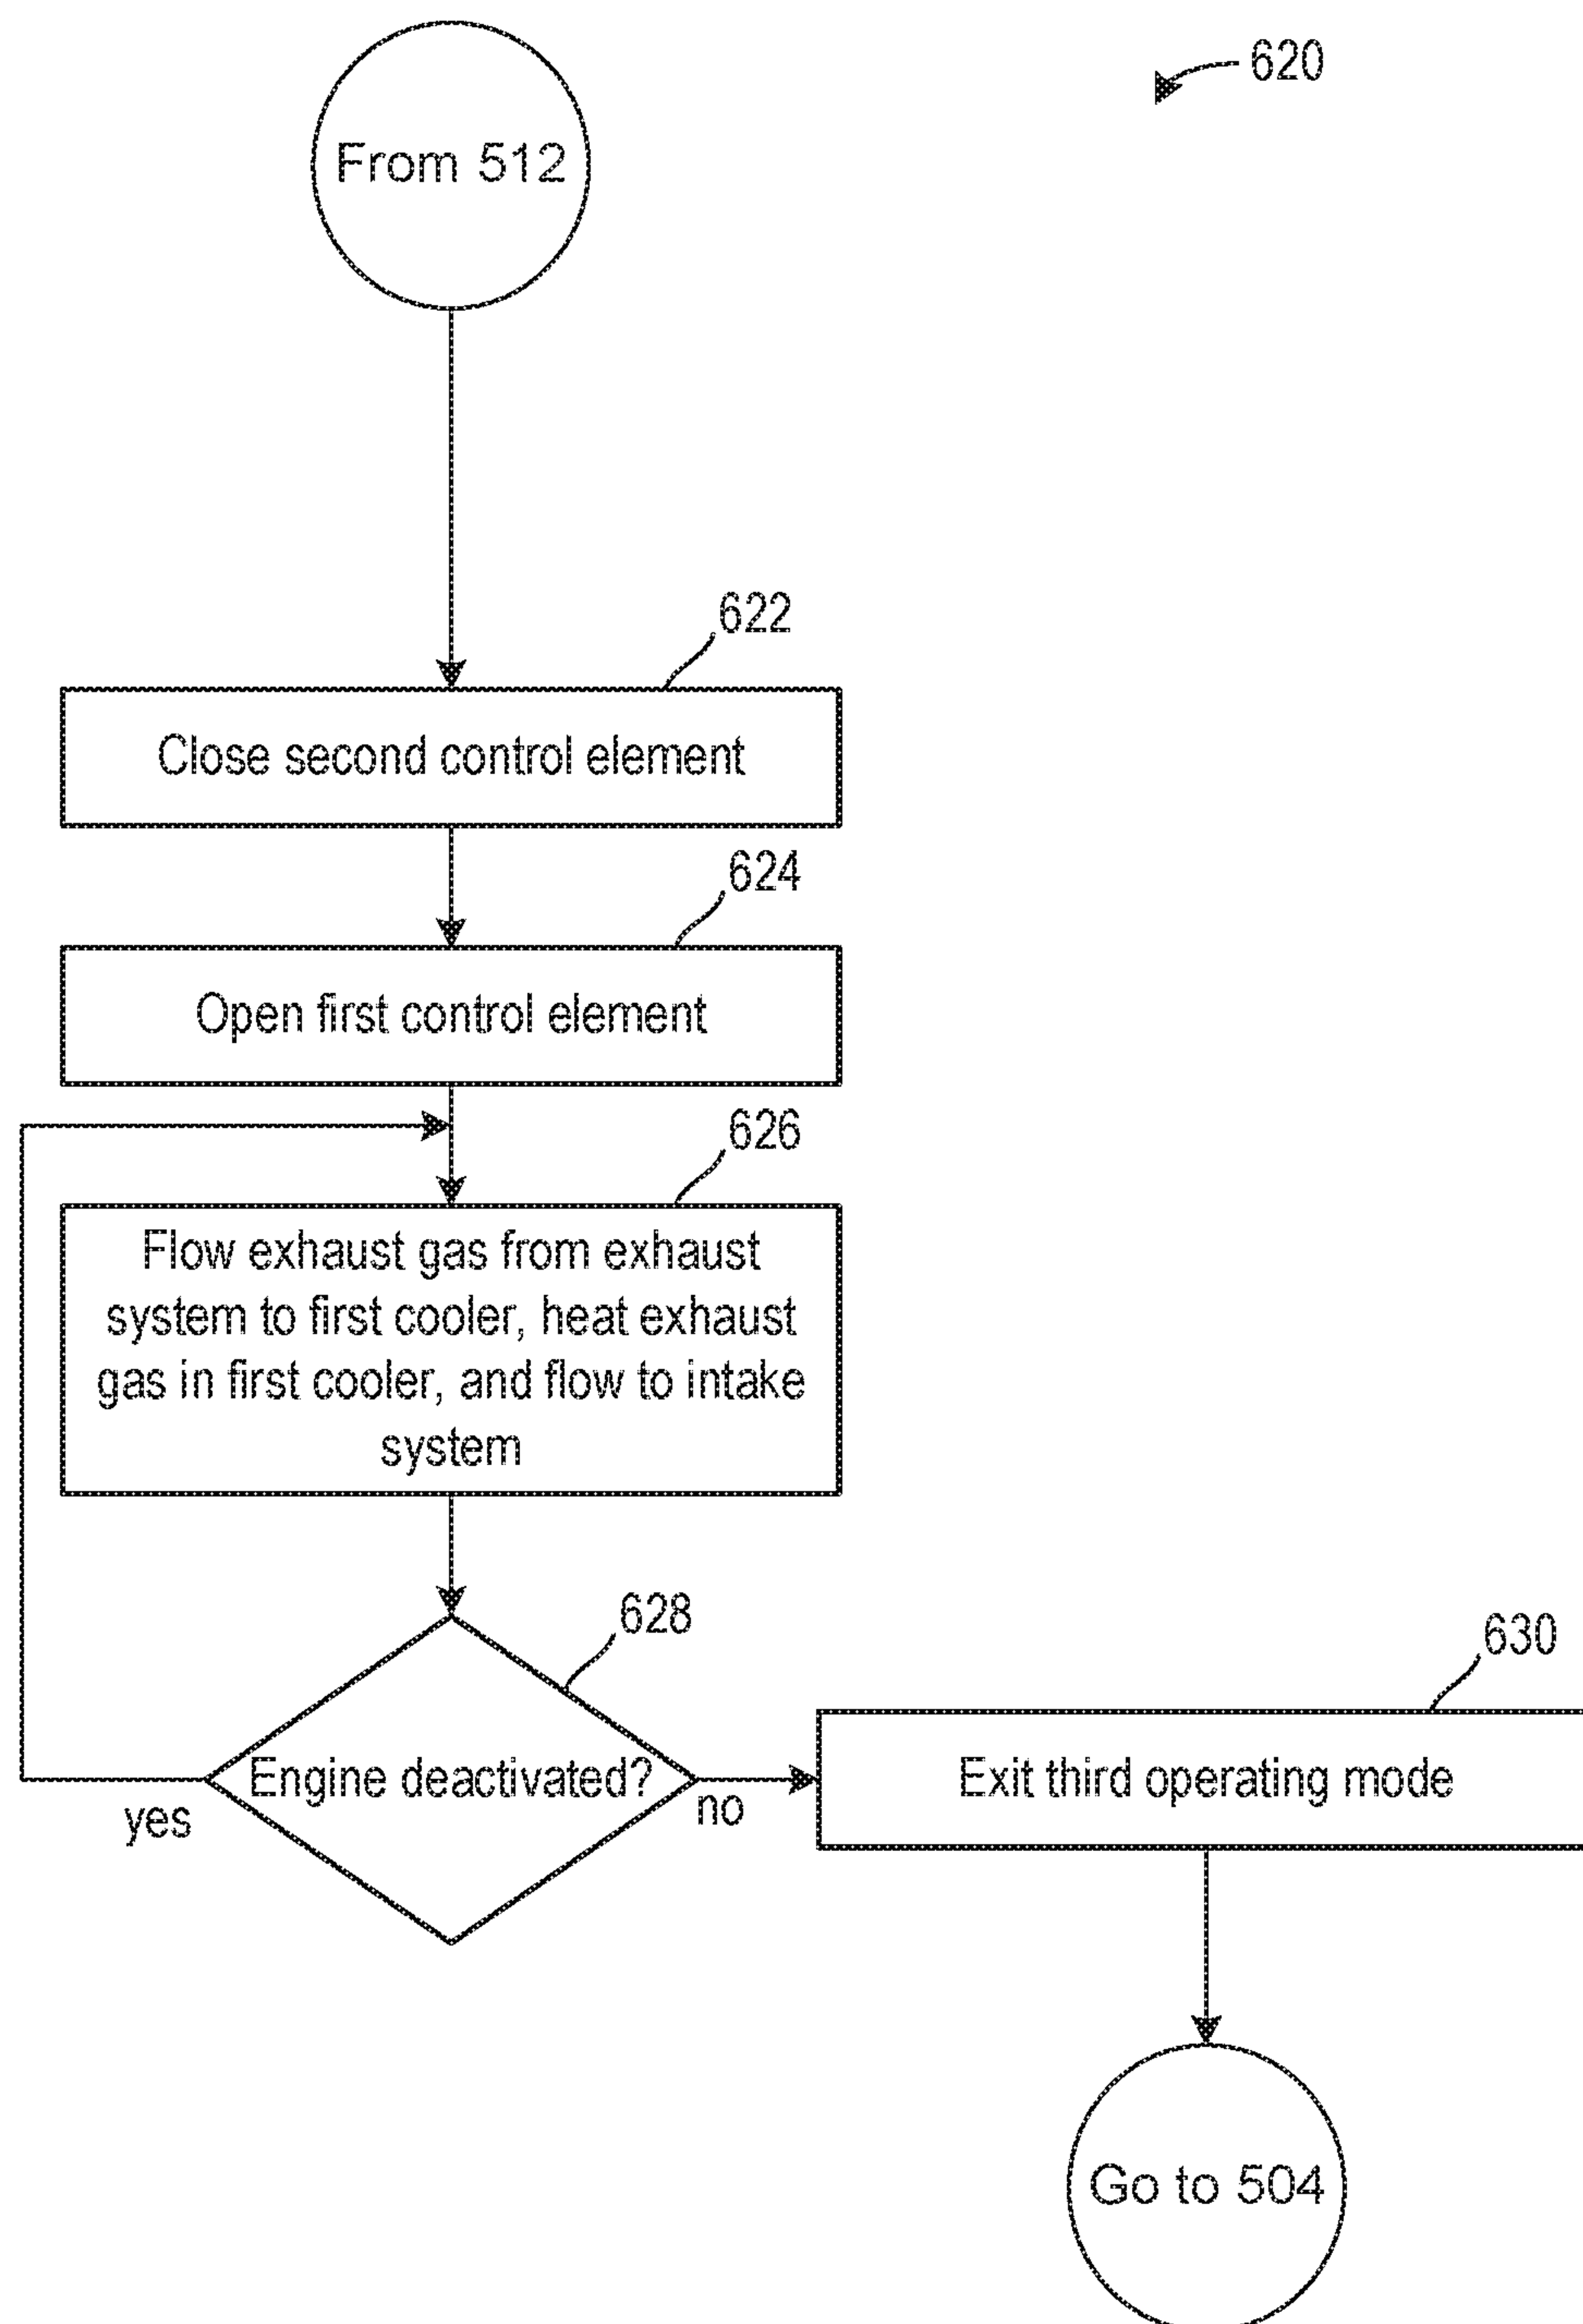 620
From 512
622
Close second control element
624
Open first control element
626
Flow exhaust gas from exhaust
system to first cooler, heat exhaust
gas in first cooler, and flow to intake
system
628
630
Engine deactivated?
Exit third operating mode
yes
no
Go to 504